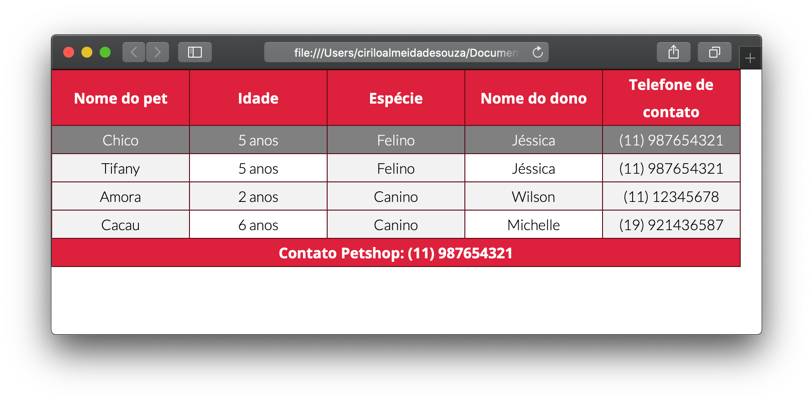 file:///Users/ciriloalmeidadesouza/Documen
Nome do pet Idade Espécie Nome do dono Telefone de contato
Chico 5 anos Felino Jéssica (11) 987654321
Tifany 5 anos Felino Jéssica (11) 987654321
Amora 2 anos Canino Wilson (11) 12345678
Cacau 6 anos Canino Michelle (19) 921436587
Contato Petshop: (11) 987654321